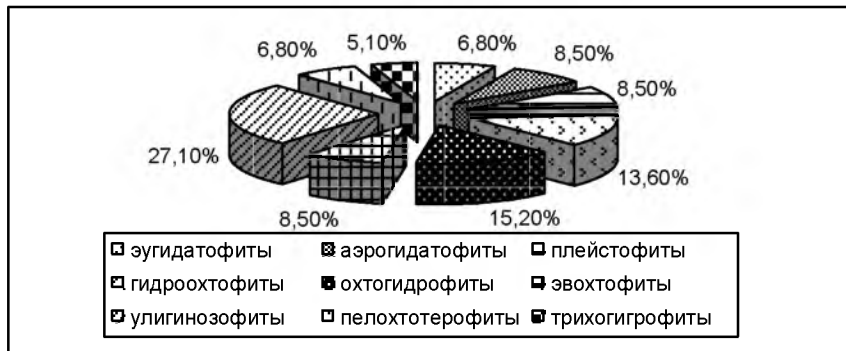 6,80% 5,10% 6,80% 8,50%
8,50%
27,10% 13,60%
8,50% 15,20%
эугидатофиты аэрогидатофиты плейстофиты
гидроохтофиты охтогидрофиты эвохтофиты
улигинозофиты пелохтотерофиты трихогигрофиты